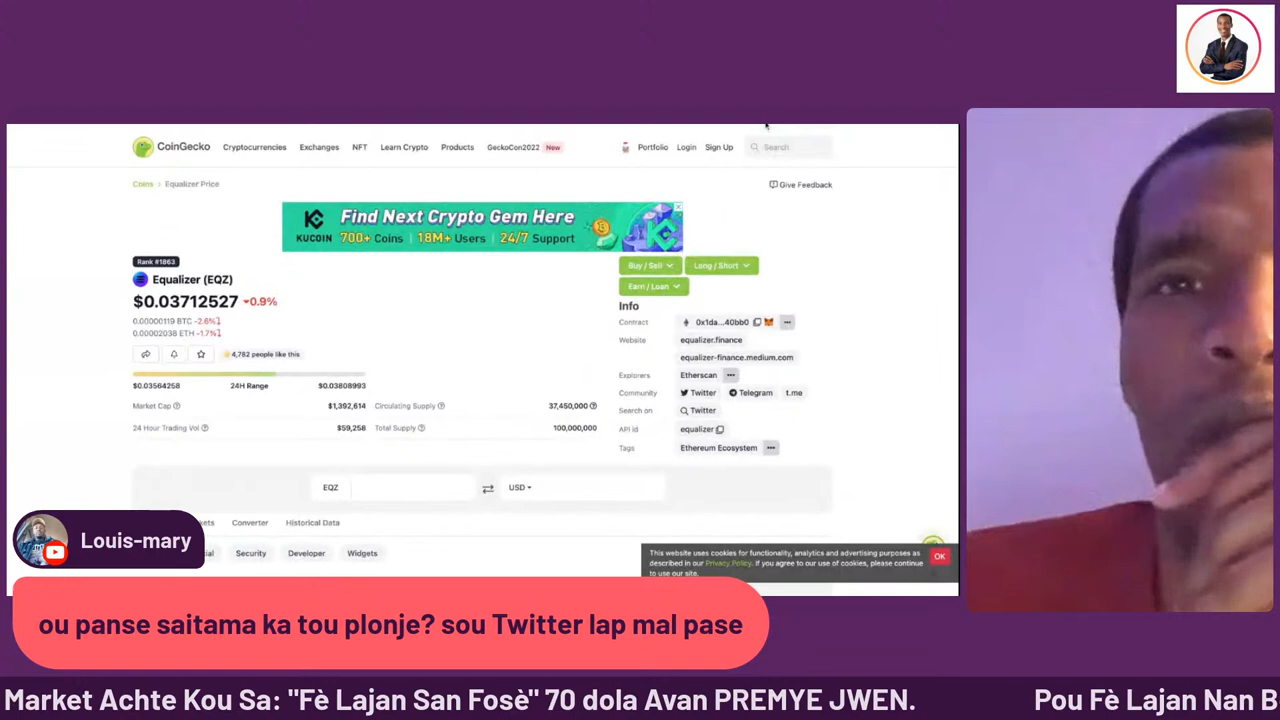 CoinGecko Cryptocurrencies Exchanges NFT Learn Crypto Products GeckoCon2022 New Portfolio Login Sign Up Search
Coins > Equalizer Price
Give Feedback
KUCOIN
Find Next Crypto Gem Here
700+ Coins | 18M+ Users | 24/7 Support
Rank #1863
Equalizer (EQZ)
$0.03712527 0.9%
0.00000119 BTC -2.6%
0.00002038 ETH -1.7%
4,782 people like this
$0.03564258 24H Range $0.03808993
Market Cap $1,392,614 Circulating Supply 37,450,000
24 Hour Trading Vol $59,258 Total Supply 100,000,000
Buy / Sell Long / Short
Earn / Loan
Info
Contract 0x1da...40bb0
Website equalizer.finance
equalizer-finance.medium.com
Explorers Etherscan
Community Twitter Telegram t.me
Search on Twitter
API id equalizer
Tags Ethereum Ecosystem
EQZ USD
Converter Historical Data
Security Developer Widgets
This website uses cookies for functionality, analytics and advertising purposes as
described in our Privacy Policy. If you agree to our use of cookies, please continue
to use our site.
OK
Louis-mary
ou panse saitama ka tou plonje? sou Twitter lap mal pase
Market Achte Kou Sa: "Fè Lajan San Fosè" 70 dola Avan PREMYE JWEN. Pou Fè Lajan Nan B